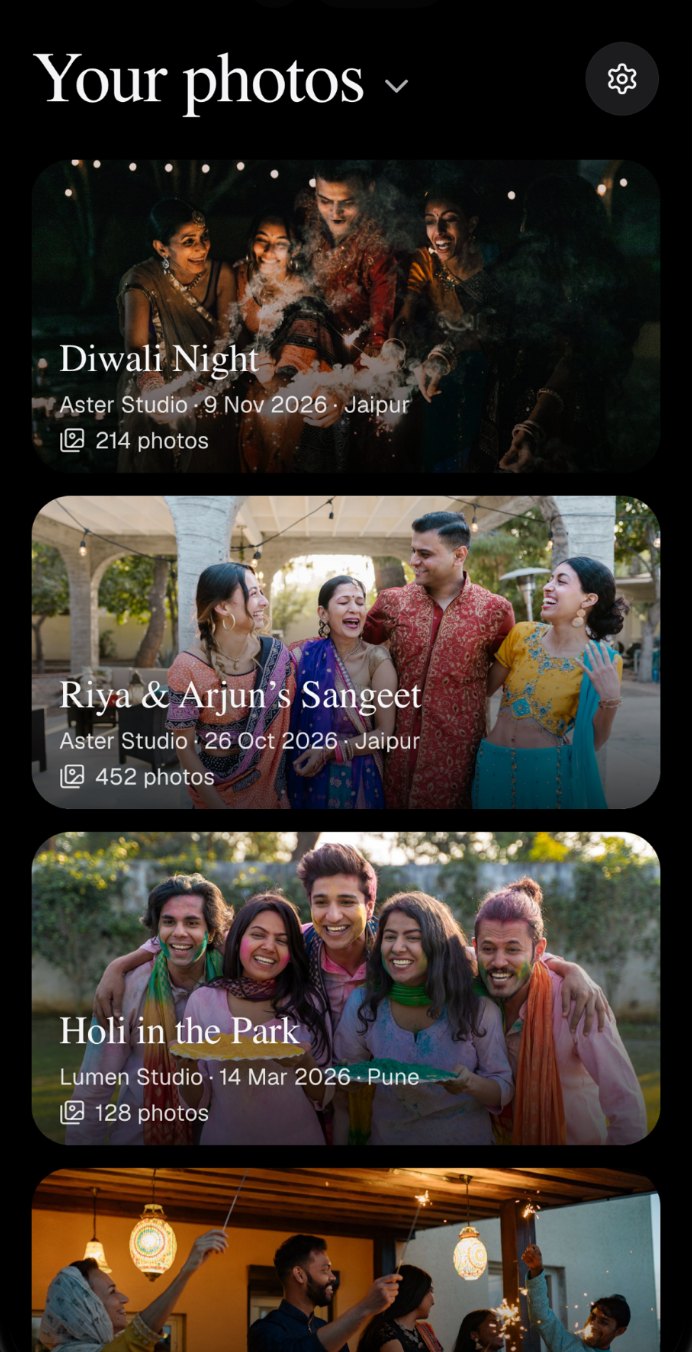 Your photos
Diwali Night
Aster Studio · 9 Nov 2026 · Jaipur
214 photos
Riya & Arjun’s Sangeet
Aster Studio · 26 Oct 2026 · Jaipur
452 photos
Holi in the Park
Lumen Studio · 14 Mar 2026 · Pune
128 photos